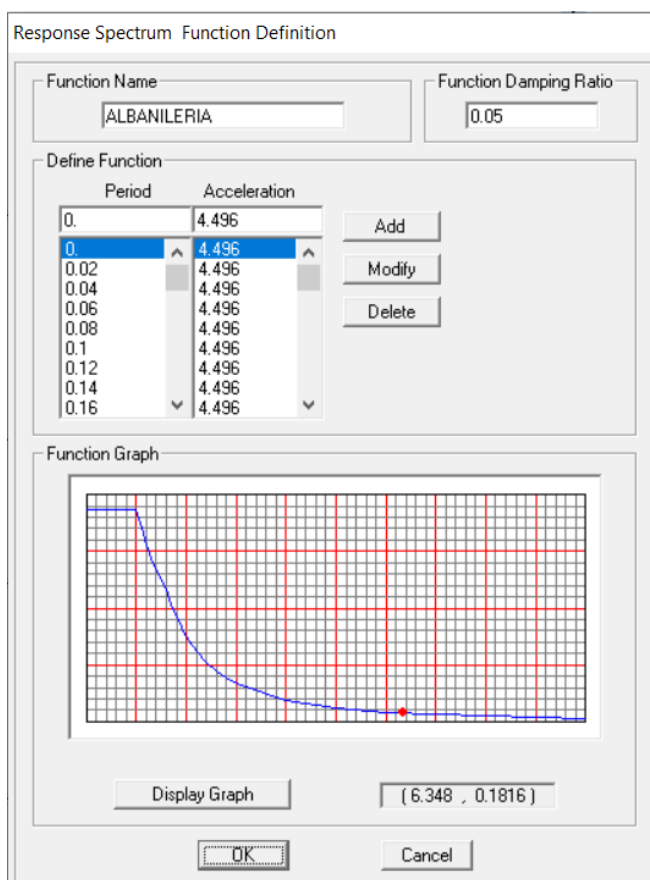 Response Spectrum  Function Definition
Function Name
Function Damping Ratio
ALBANILERIA
0.05
Define Function
Period Acceleration
0. 4.496
Add
0. 4.496
0.02 4.496
Modify
0.04 4.496
0.06 4.496
Delete
0.08 4.496
0.1 4.496
0.12 4.496
0.14 4.496
0.16 4.496
Function Graph
Display Graph
( 6.348 , 0.1816 )
OK Cancel